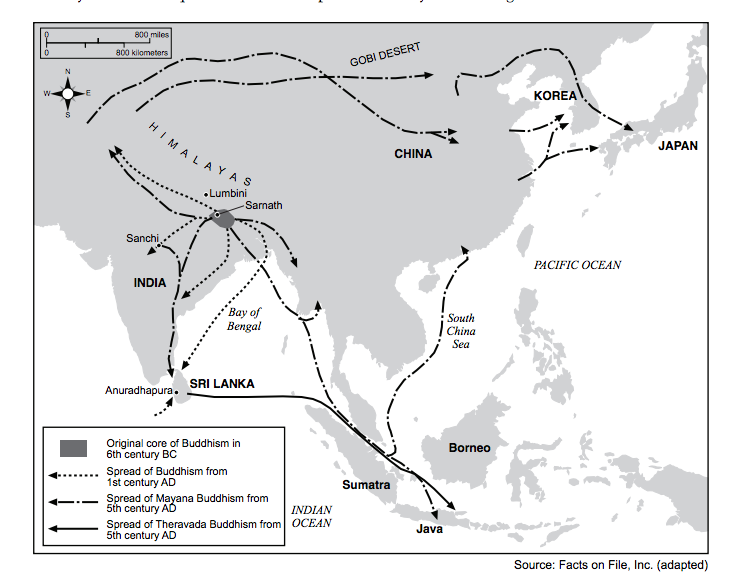 0 800 miles
0 800 kilometers
N
W E
S
GOBI DESERT
KOREA
JAPAN
CHINA
HIMALAYAS
Lumbini
Sarnath
Sanchi
INDIA
PACIFIC OCEAN
Bay of
Bengal
South
China
Sea
Anuradhapura
SRI LANKA
Borneo
Sumatra
Java
INDIAN
OCEAN
Original core of Buddhism in
6th century BC
Spread of Buddhism from
1st century AD
Spread of Mayana Buddhism from
5th century AD
Spread of Theravada Buddhism from
5th century AD
Source: Facts on File, Inc. (adapted)